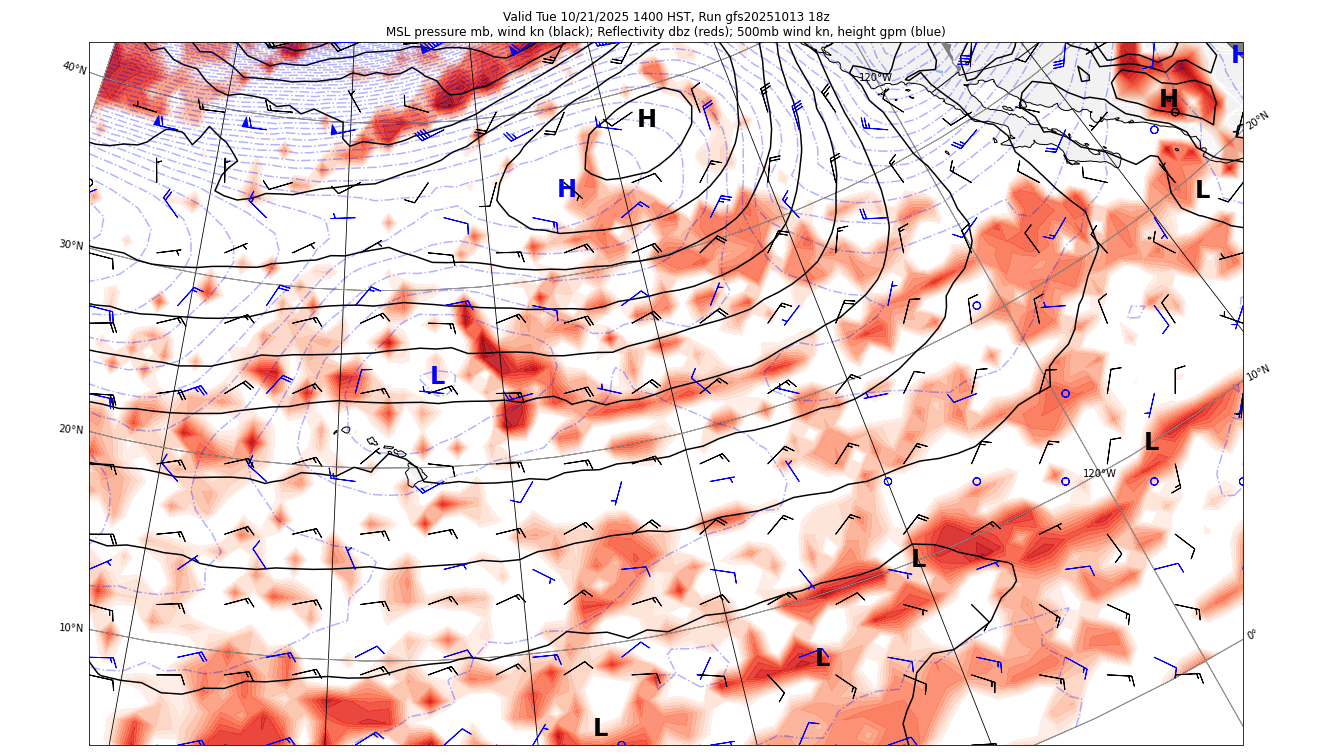 Valid Tue 10/21/2025 1400 HST, Run gfs20251013 18z
MSL pressure mb, wind kn (black); Reflectivity dbz (reds); 500mb wind kn, height gpm (blue)
H
40°N
120°W
H
H
20°N
H
L
30°N
L
10°N
20°N
L
120°W
L
10°N
0°
L
L